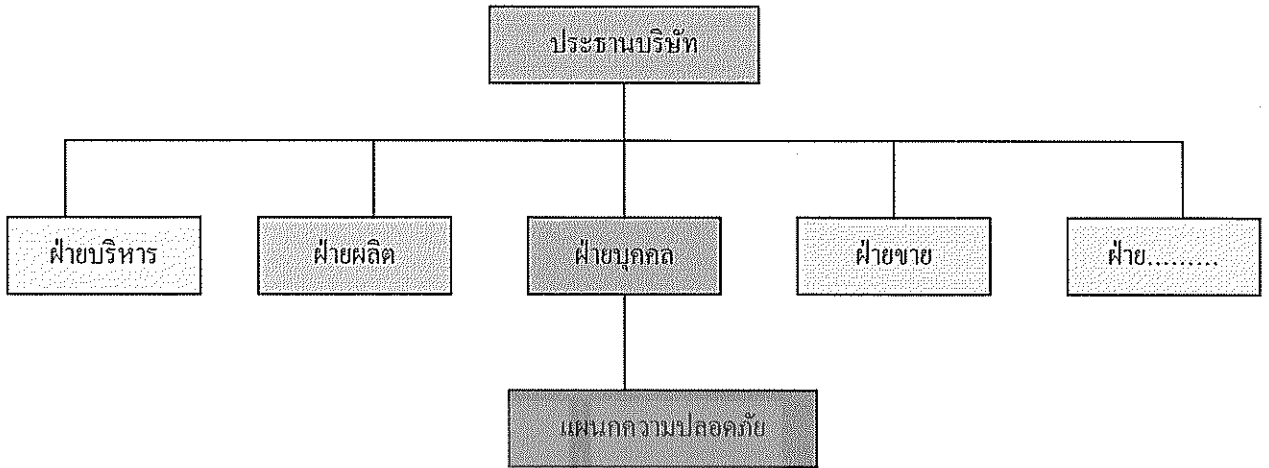 ประธานบริษัท
ฝ่ายบริหาร
ฝ่ายผลิต
ฝ่ายบุคคล
ฝ่ายขาย
ฝ่าย.........
แผนกความปลอดภัย